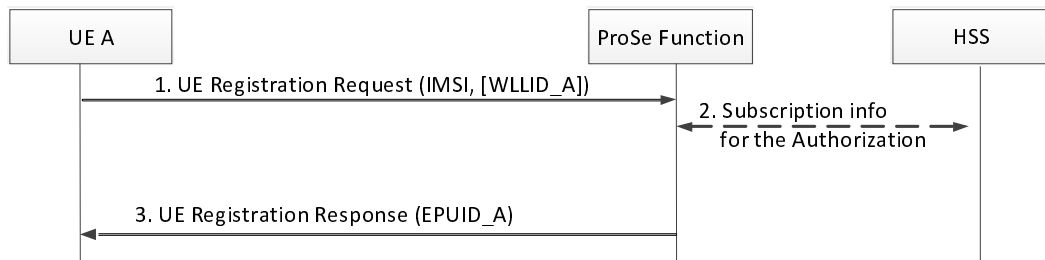 UE A
ProSe Function
HSS
1. UE Registration Request (IMSI, [WLLID_A])
2. Subscription info
for the Authorization
3. UE Registration Response (EPUID_A)